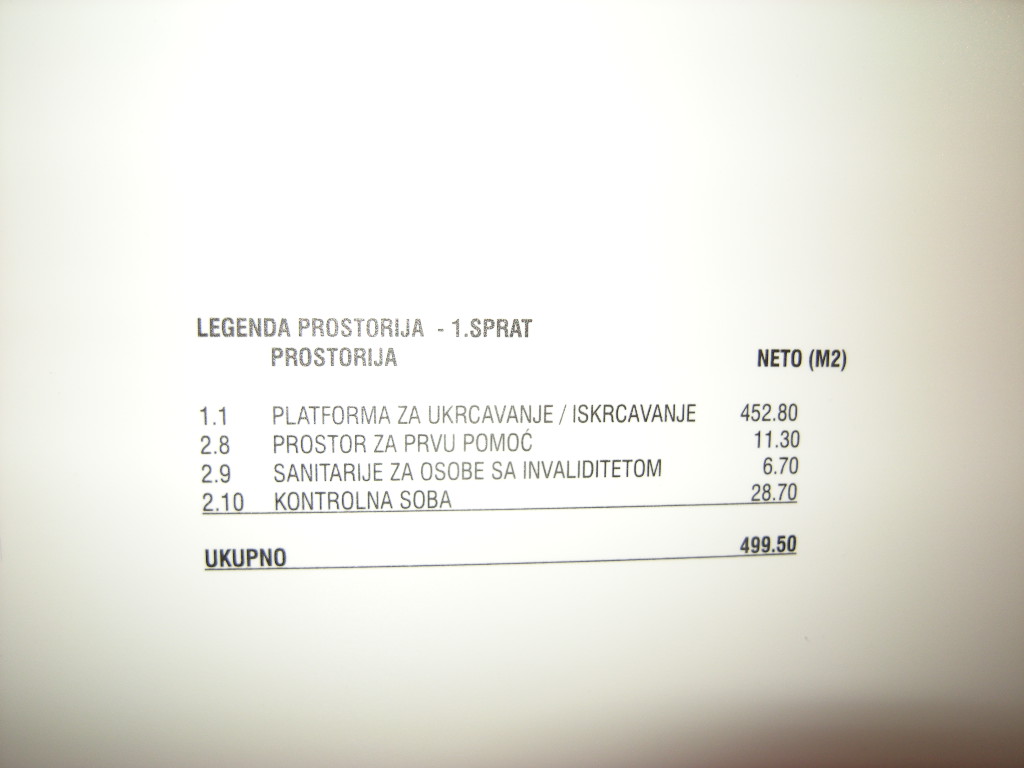 LEGENDA PROSTORIJA - 1.SPRAT
PROSTORIJA NETO (M2)
1.1 PLATFORMA ZA UKRCAVANJE / ISKRCAVANJE 452.80
2.8 PROSTOR ZA PRVU POMOĆ 11.30
2.9 SANITARIJE ZA OSOBE SA INVALIDITETOM 6.70
2.10 KONTROLNA SOBA 28.70
UKUPNO 499.50